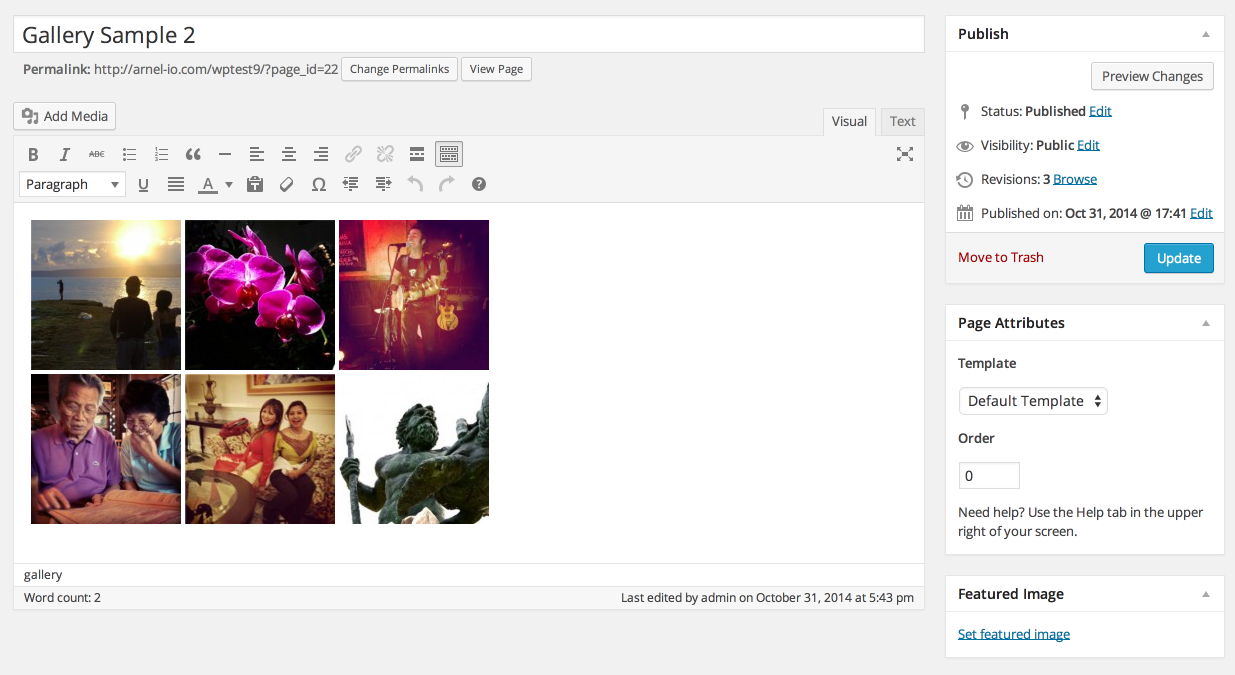 Gallery Sample 2
Permalink: http://arnel-io.com/wptest9/?page_id=22 Change Permalinks View Page
Add Media
Visual Text
B I ABC
Paragraph U A
gallery
Word count: 2 Last edited by admin on October 31, 2014 at 5:43 pm
Publish
Preview Changes
Status: Published Edit
Visibility: Public Edit
Revisions: 3 Browse
Published on: Oct 31, 2014 @ 17:41 Edit
Move to Trash Update
Page Attributes
Template
Default Template
Order
0
Need help? Use the Help tab in the upper
right of your screen.
Featured Image
Set featured image